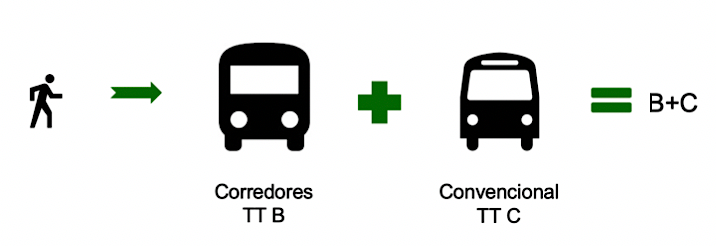 B+C
Corredores
TT B
Convencional
TT C